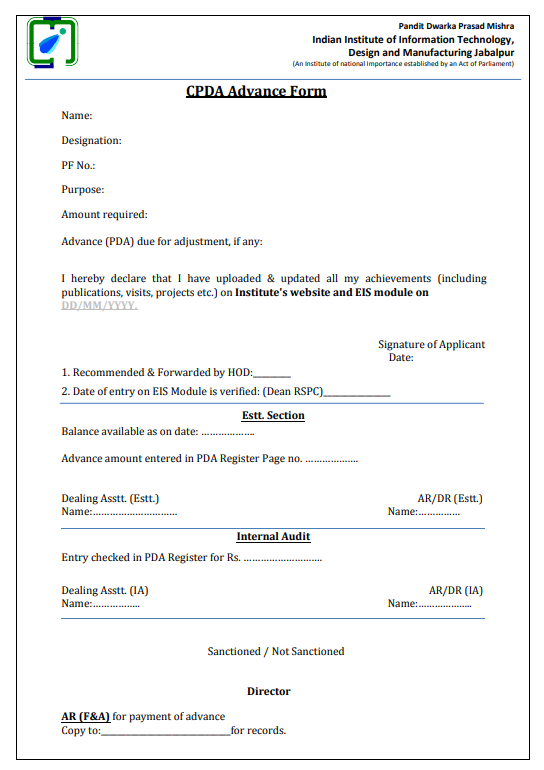 Pandit Dwarka Prasad Mishra
Indian Institute of Information Technology,
Design and Manufacturing Jabalpur
(An Institute of national Importance established by an Act of Parliament)
CPDA Advance Form
Name:
Designation:
PF No.:
Purpose:
Amount required:
Advance (PDA) due for adjustment, if any:
I hereby declare that I have uploaded & updated all my achievements (including
publications, visits, projects etc.) on Institute's website and EIS module on
DD/MM/YYYY.
Signature of Applicant
Date:
1. Recommended & Forwarded by HOD:________
2. Date of entry on EIS Module is verified: (Dean RSPC)______________
Estt. Section
Balance available as on date: ………………
Advance amount entered in PDA Register Page no. ………………
Dealing Asstt. (Estt.) AR/DR (Estt.)
Name:………………………… Name:……………
Internal Audit
Entry checked in PDA Register for Rs. ………………………
Dealing Asstt. (IA) AR/DR (IA)
Name:…………….. Name:………………..
Sanctioned / Not Sanctioned
Director
AR (F&A) for payment of advance
Copy to:___________________________for records.